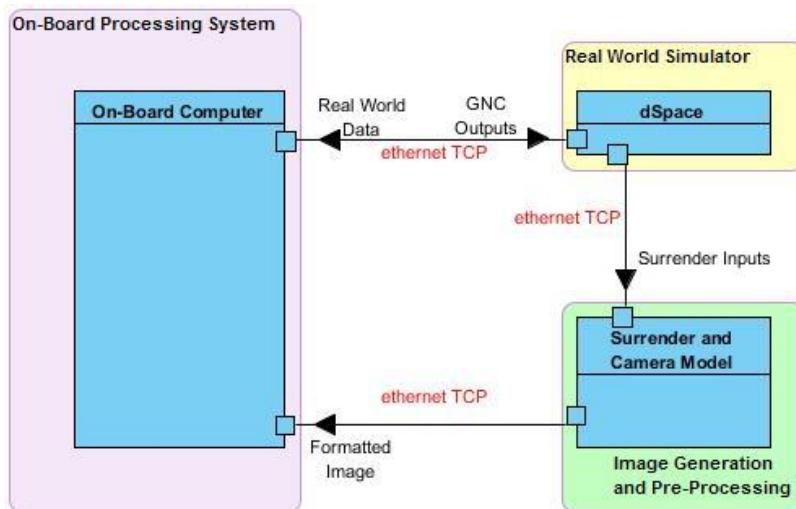 On-Board Processing System
On-Board Computer
Real World
Data
GNC
Outputs
ethernet TCP
Real World Simulator
dSpace
ethernet TCP
Surrender Inputs
Surrender and
Camera Model
ethernet TCP
Formatted
Image
Image Generation
and Pre-Processing